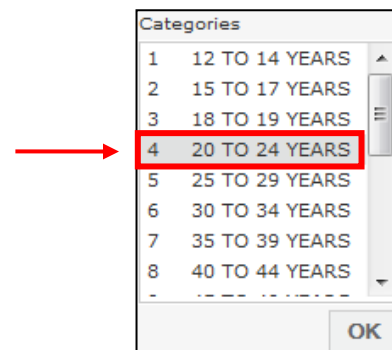 Categories
1 12 TO 14 YEARS
2 15 TO 17 YEARS
3 18 TO 19 YEARS
4 20 TO 24 YEARS
5 25 TO 29 YEARS
6 30 TO 34 YEARS
7 35 TO 39 YEARS
8 40 TO 44 YEARS
OK